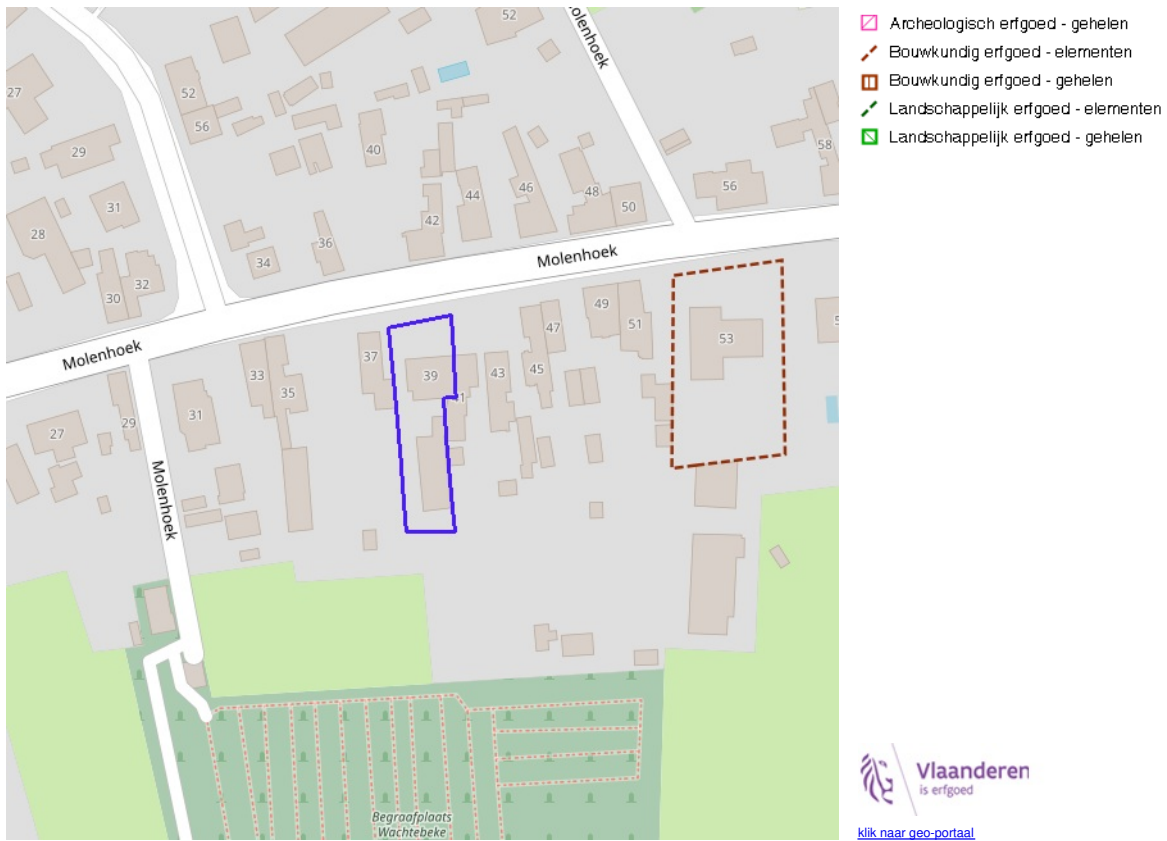 52
Molenhoek
27
52
56
29
40
58
31
46
48
44
56
42
50
28
36
34
32
30
Molenhoek
49
47
51
53
37
Molenhoek
33
39
43
45
35
31
29
27
Molenhoek
Begraafplaats
Wachtebeke
Archeologisch erfgoed - gehelen
Bouwkundig erfgoed - elementen
Bouwkundig erfgoed - gehelen
Landschappelijk erfgoed - elementen
Landschappelijk erfgoed - gehelen
Vlaanderen
is erfgoed
klik naar geo-portaal